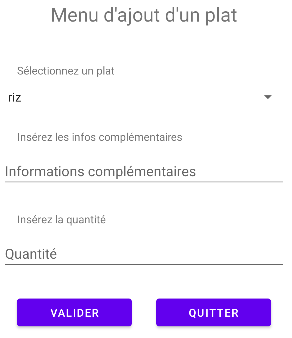 Menu d'ajout d'un plat
Sélectionnez un plat
riz
Insérez les infos complémentaires
Informations complémentaires
Insérez la quantité
Quantité
VALIDER
QUITTER